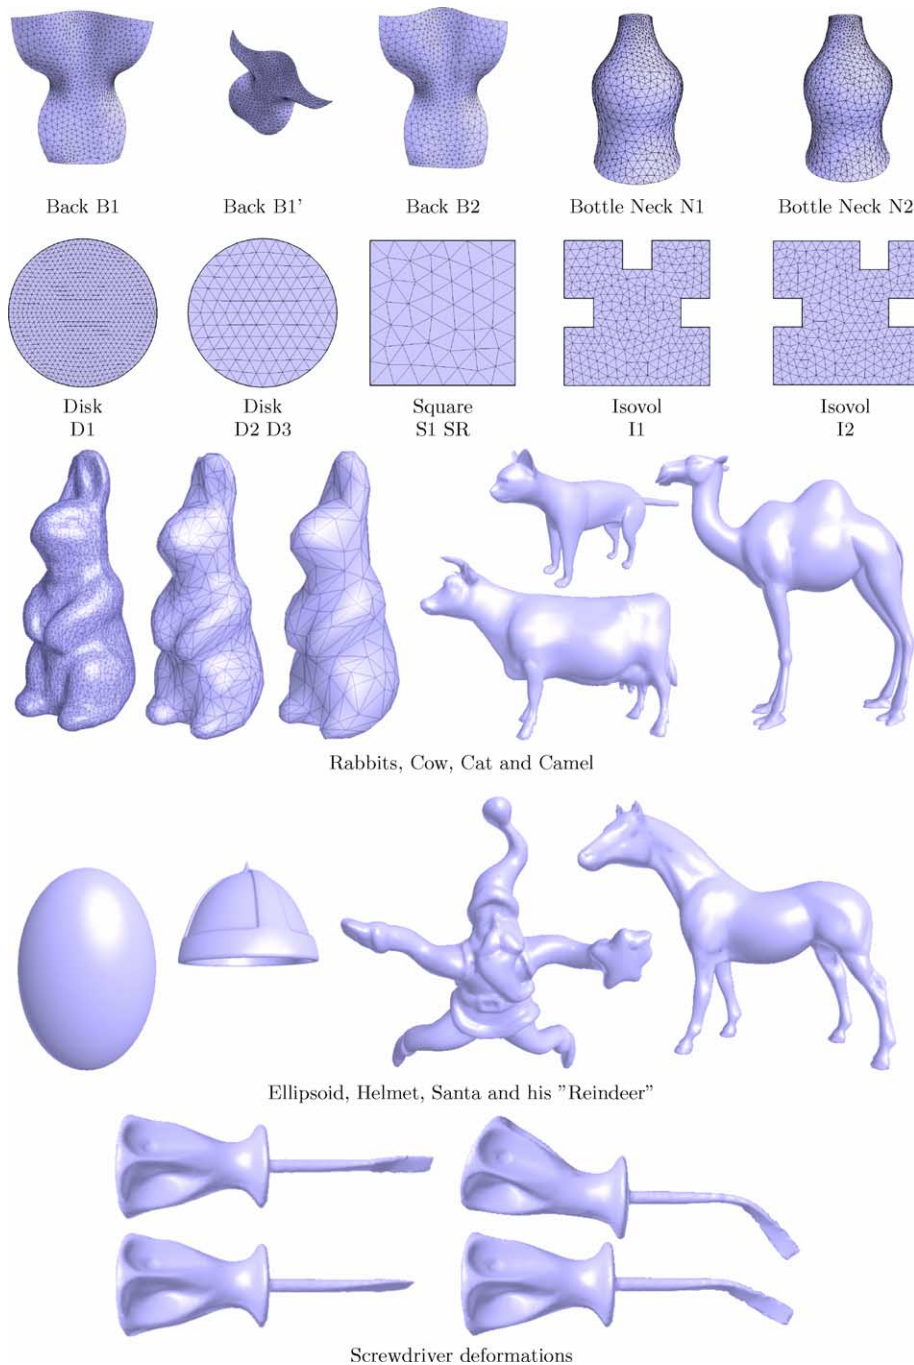 Back B1
Back B1'
Back B2
Bottle Neck N1
Bottle Neck N2
Disk
D1
Disk
D2 D3
Square
S1 SR
Isovol
I1
Isovol
I2
Rabbits, Cow, Cat and Camel
Ellipsoid, Helmet, Santa and his "Reindeer"
Screwdriver deformations